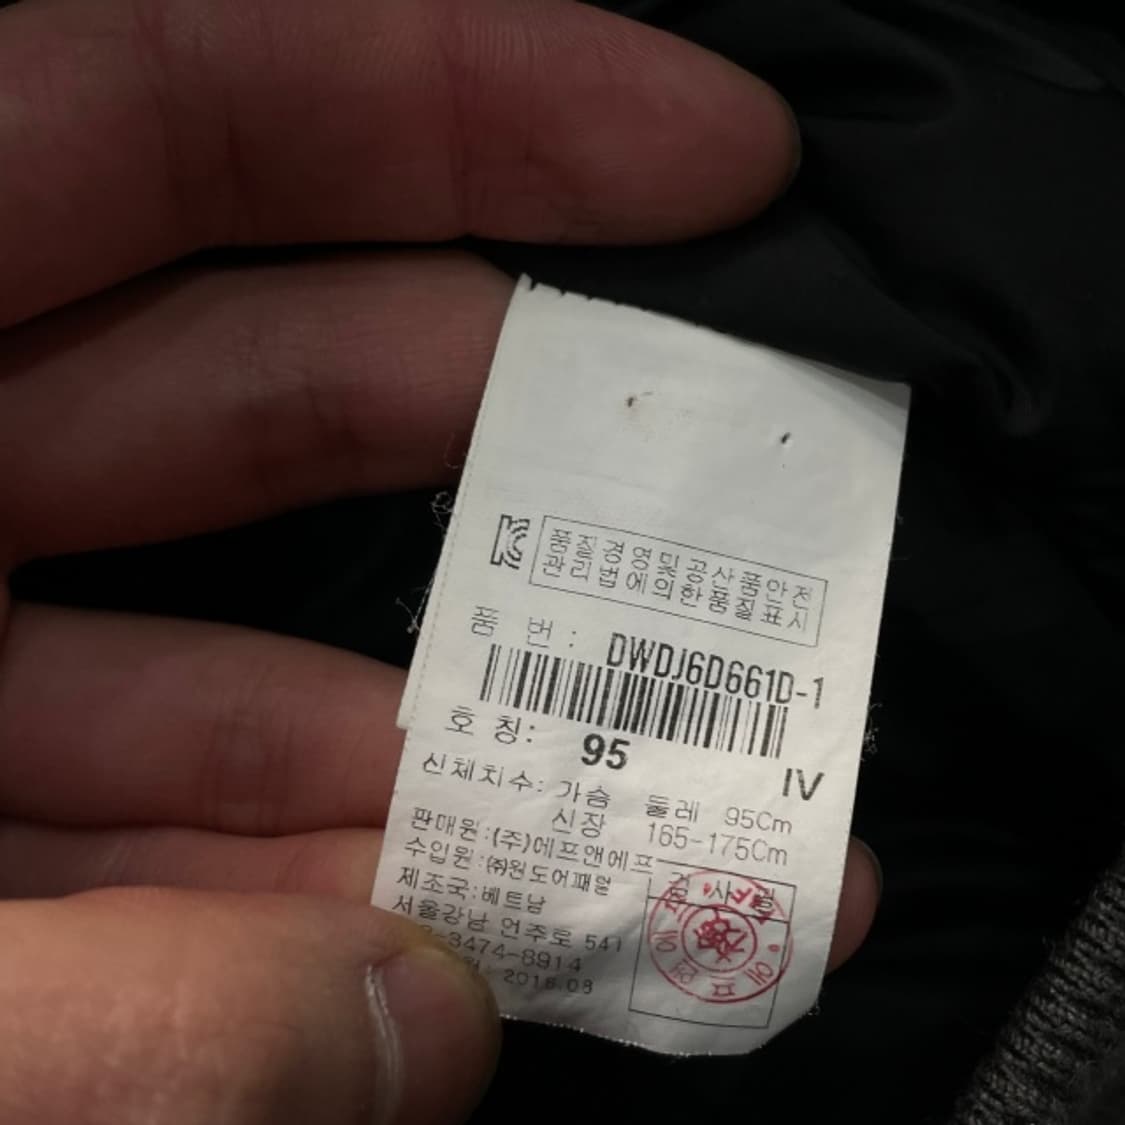 품질경영및공산품안전
관리법에의한품질표시
품 번 : DWDJ6D661D-1
호 칭 : 95
IV
신체치수: 가슴 둘레 95Cm
신장 165-175Cm
판매원:(주)에프앤에프
수입원:㈜원도어패럴
제조국:베트남
검 사 필
서울강남 언주로 541
-3474-8914
2016.08